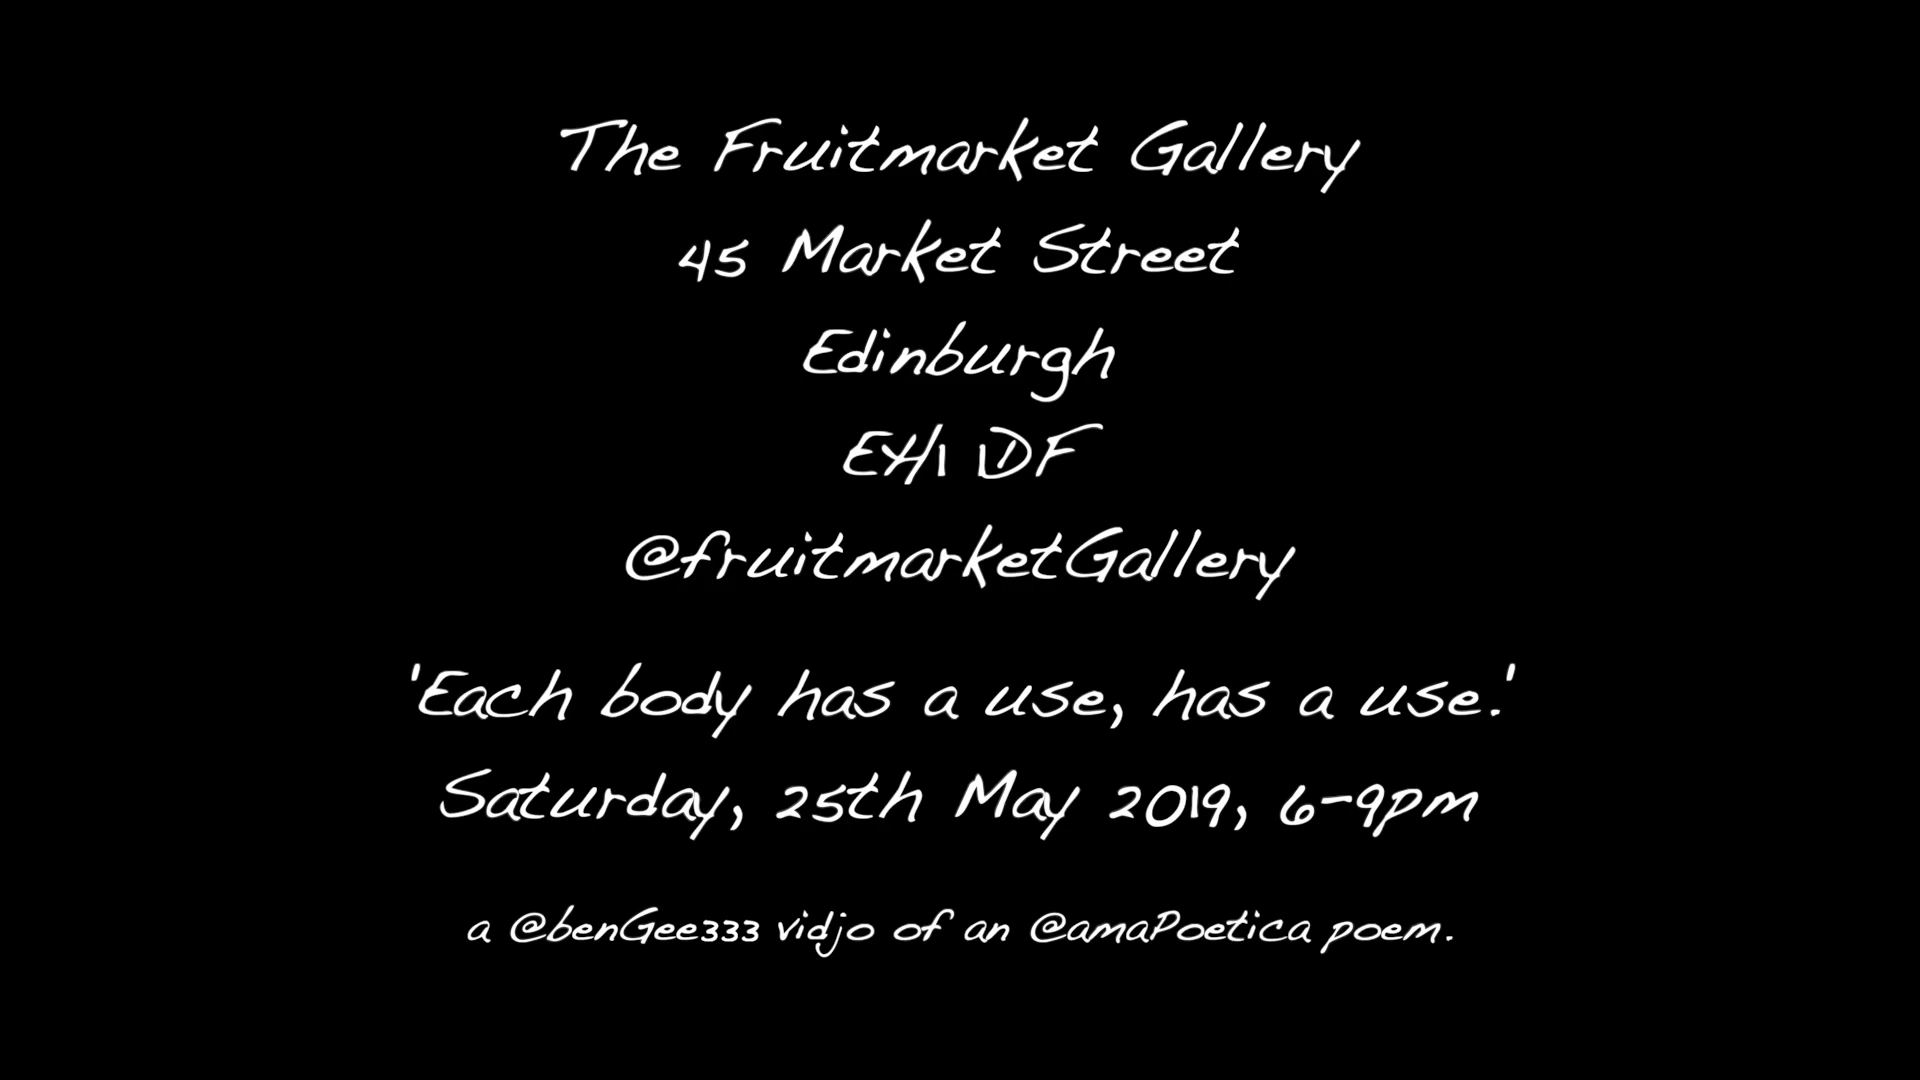 The Fruitmarket Gallery
45 Market Street
Edinburgh
EH1 1DF
@fruitmarketGallery
'Each body has a use, has a use.'
Saturday, 25th May 2019, 6-9pm
a @benGee333 vidjo of an @amaPoetica poem.